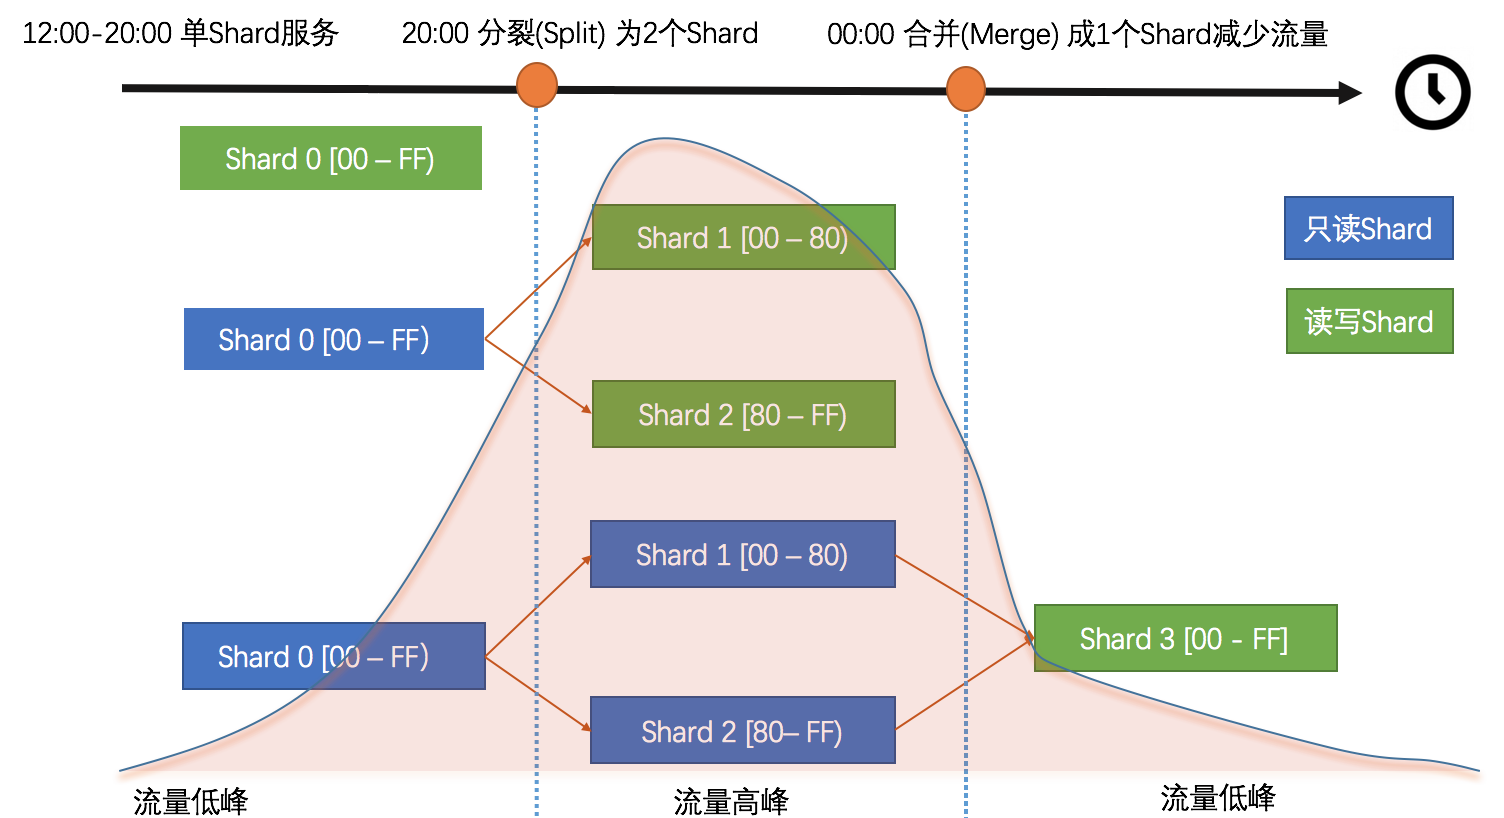 12:00-20:00 单Shard服务
20:00 分裂(Split) 为2个Shard
00:00 合并(Merge) 成1个Shard减少流量
Shard 0 [00 – FF)
Shard 1 [00 – 80)
只读Shard
读写Shard
Shard 0 [00 – FF)
Shard 2 [80 – FF)
Shard 1 [00 – 80)
Shard 0 [00 – FF)
Shard 3 [00 - FF]
Shard 2 [80– FF)
流量低峰
流量高峰
流量低峰